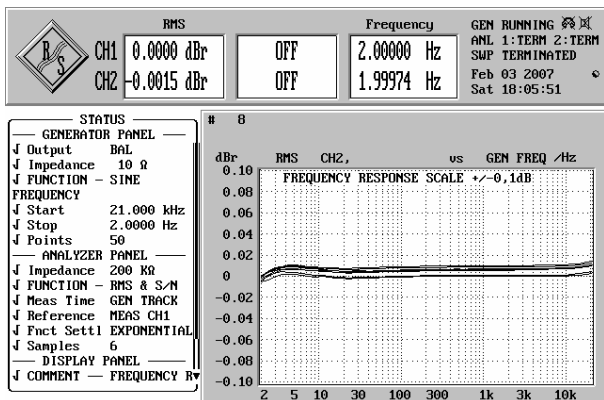 RMS Frequency
R S
CH1 0.0000 dBr OFF 2.00000 Hz
CH2 -0.0015 dBr OFF 1.99974 Hz
GEN RUNNING
ANL 1:TERM 2:TERM
SWP TERMINATED
Feb 03 2007
Sat 18:05:51
STATUS
GENERATOR PANEL
Output BAL
Impedance 10 Ω
FUNCTION – SINE
FREQUENCY
Start 21.000 kHz
Stop 2.0000 Hz
Points 50
ANALYZER PANEL
Impedance 200 KΩ
FUNCTION – RMS & S/N
Meas Time GEN TRACK
Reference MEAS CH1
Fnct Settl EXPONENTIAL
Samples 6
DISPLAY PANEL
COMMENT — FREQUENCY R
# 8
dBr RMS CH2, vs GEN FREQ /Hz
FREQUENCY RESPONSE SCALE +/-0,1dB
0.10
0.08
0.06
0.04
0.02
0
-0.02
-0.04
-0.06
-0.08
-0.10
2 5 10 30 100 300 1k 3k 10k